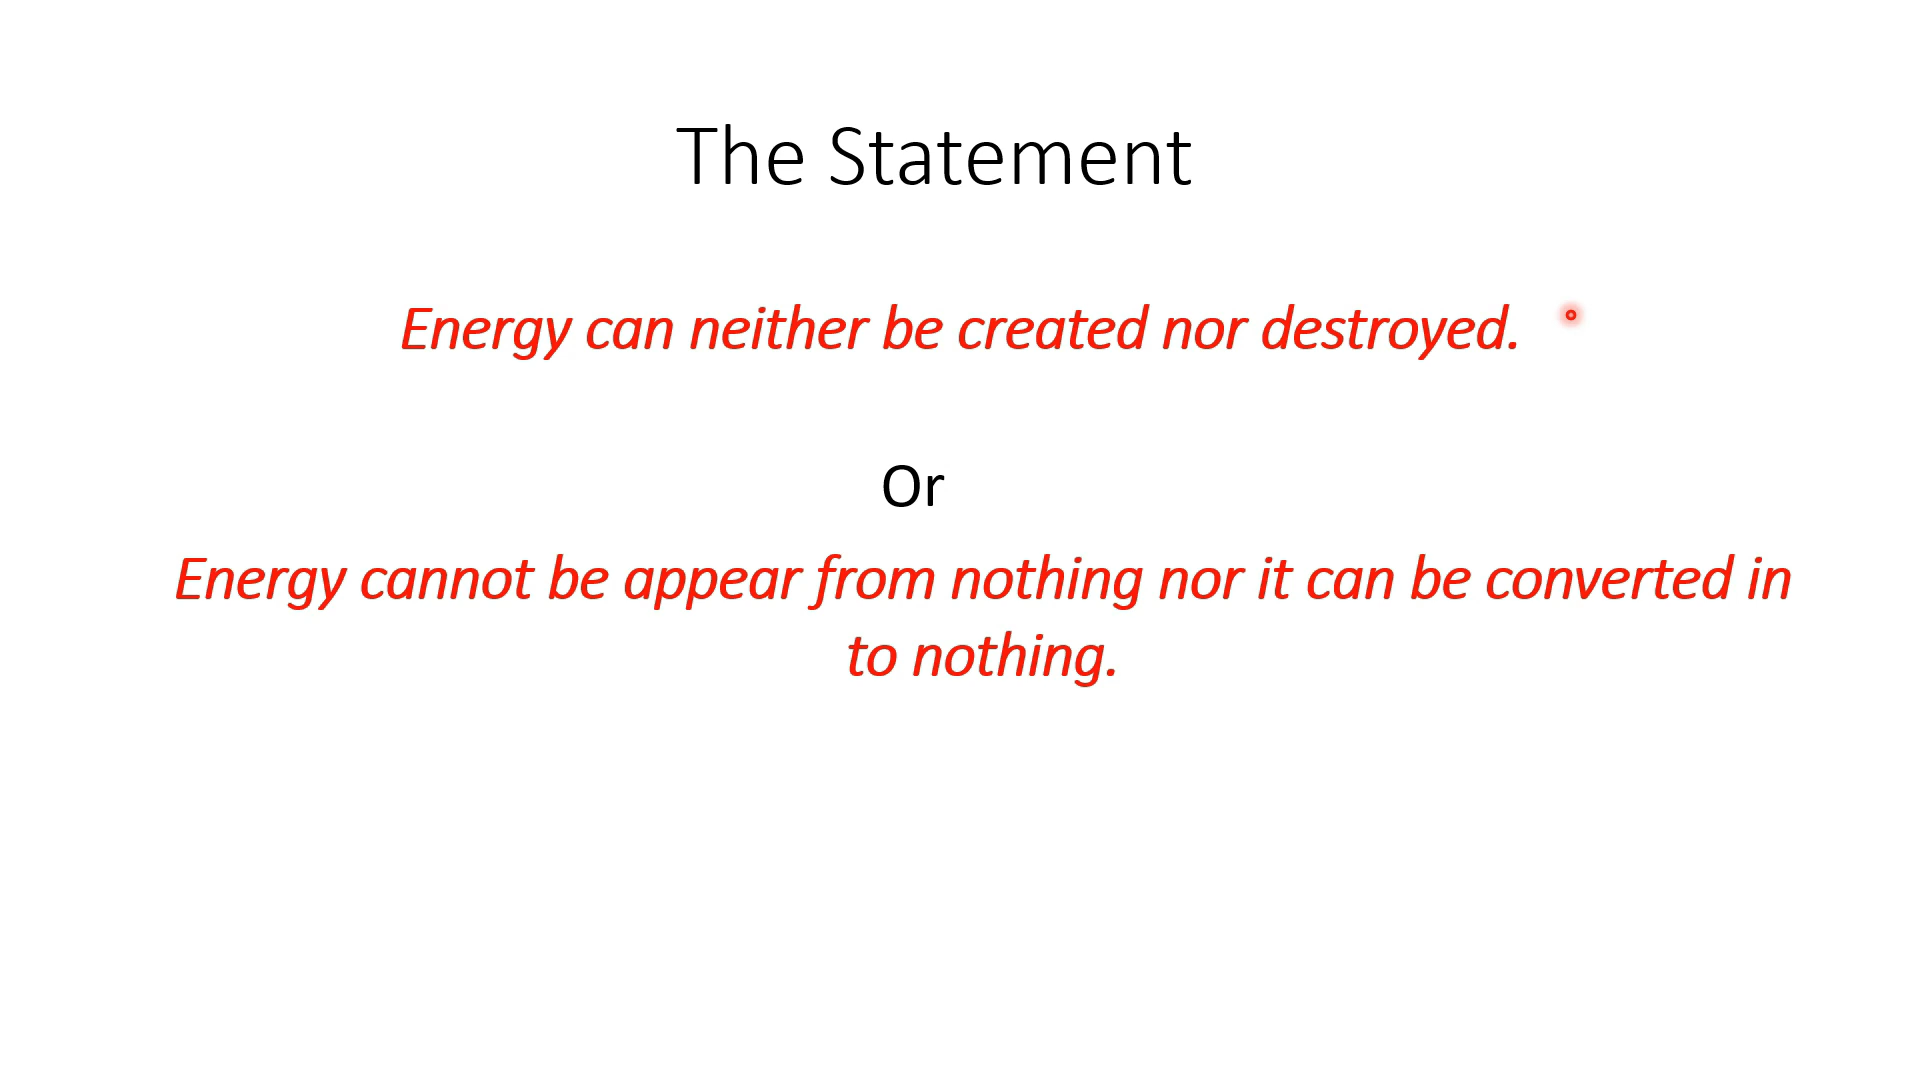 The Statement
Energy can neither be created nor destroyed.
Or
Energy cannot be appear from nothing nor it can be converted in
to nothing.